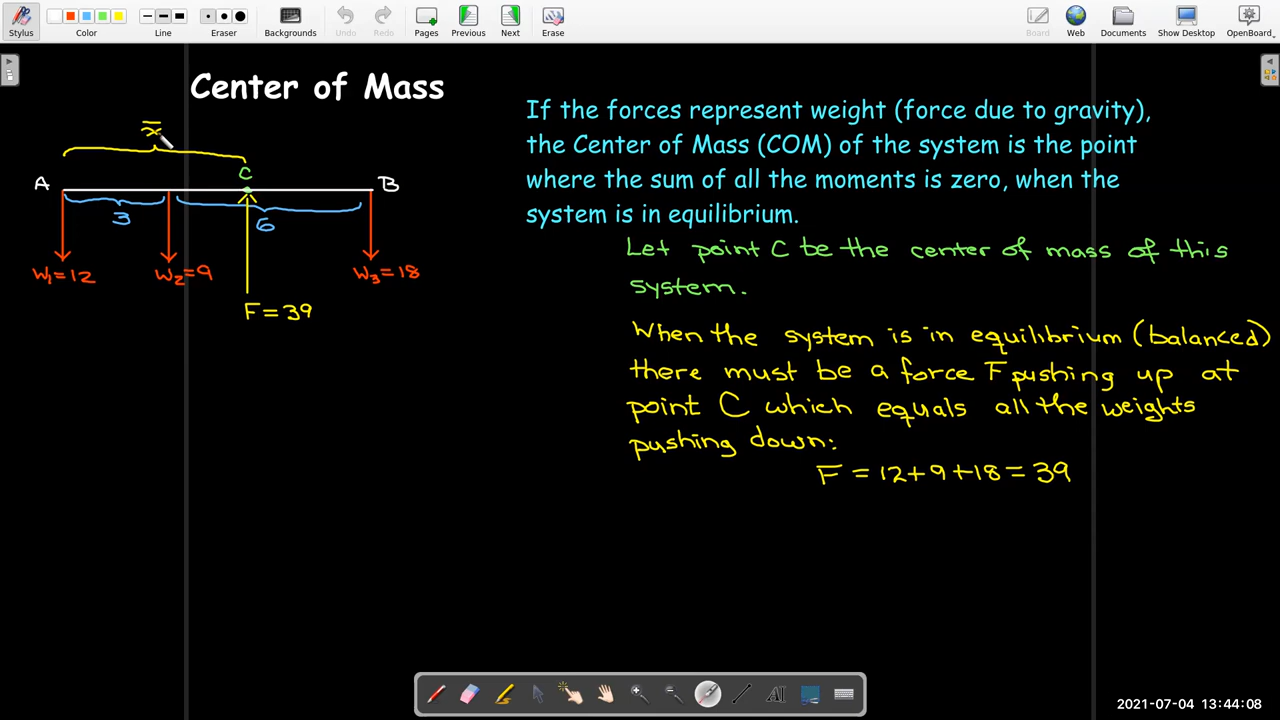 Stylus
Color
Line
Eraser
Backgrounds
Undo
Redo
Pages
Previous
Next
Erase
Board
Web
Documents
Show Desktop
OpenBoard
Center of Mass
x̅
A
C
B
3
6
W₁=12
W₂=9
W₃=18
F=39
If the forces represent weight (force due to gravity),
the Center of Mass (COM) of the system is the point
where the sum of all the moments is zero, when the
system is in equilibrium.
Let point C be the center of mass of this
system.
When the system is in equilibrium (balanced)
there must be a force F pushing up at
point C which equals all the weights
pushing down:
F = 12+9+18 = 39
AI
2021-07-04 13:44:08